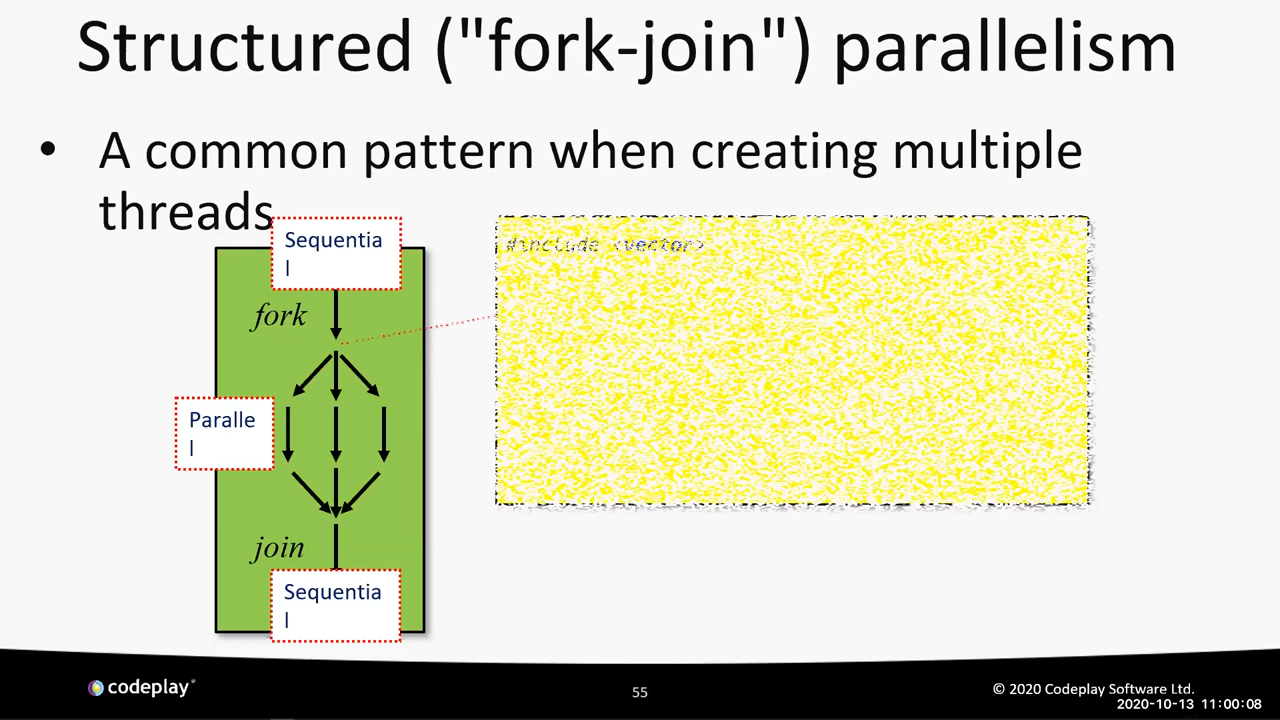 Structured ("fork-join") parallelism
• A common pattern when creating multiple
threads
Sequentia
l
fork
#include <vector>
Paralle
l
join
Sequentia
l
codeplay®
55
© 2020 Codeplay Software Ltd.
2020-10-13 11:00:08